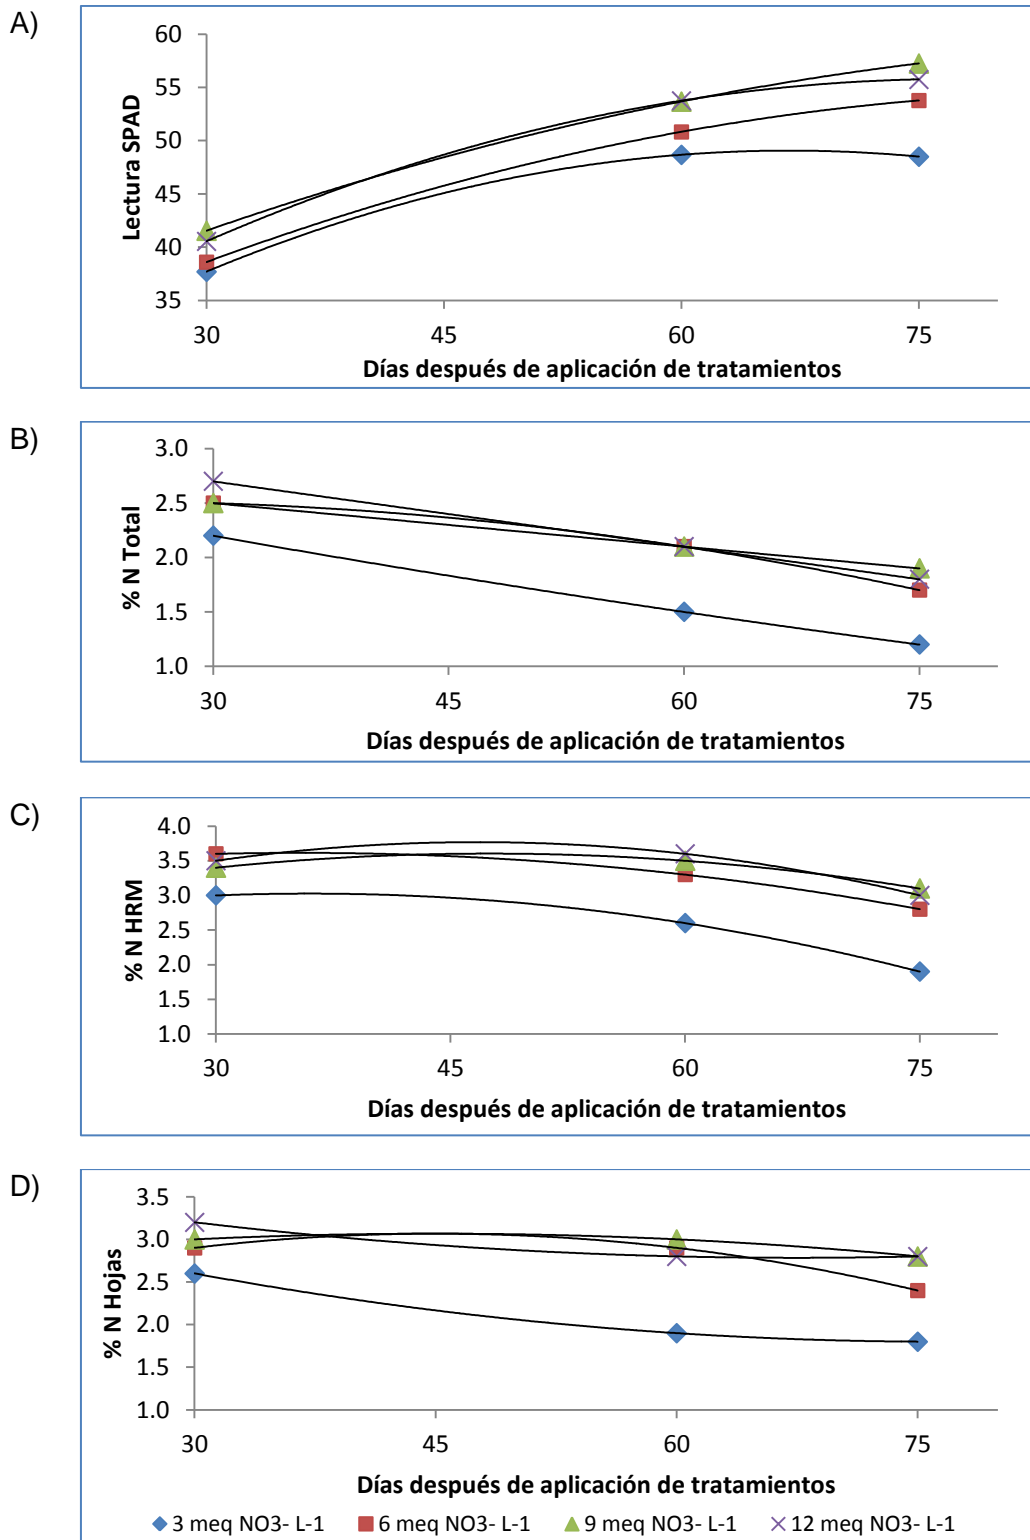 A)
60
55
50
45
40
35
Lectura SPAD
30 45 60 75
Días después de aplicación de tratamientos
B)
3.0
2.5
2.0
1.5
1.0
% N Total
30 45 60 75
Días después de aplicación de tratamientos
C)
4.0
3.5
3.0
2.5
2.0
1.5
1.0
% N HRM
30 45 60 75
Días después de aplicación de tratamientos
D)
3.5
3.0
2.5
2.0
1.5
1.0
% N Hojas
30 45 60 75
Días después de aplicación de tratamientos
3 meq NO3- L-1 6 meq NO3- L-1 9 meq NO3- L-1 12 meq NO3- L-1